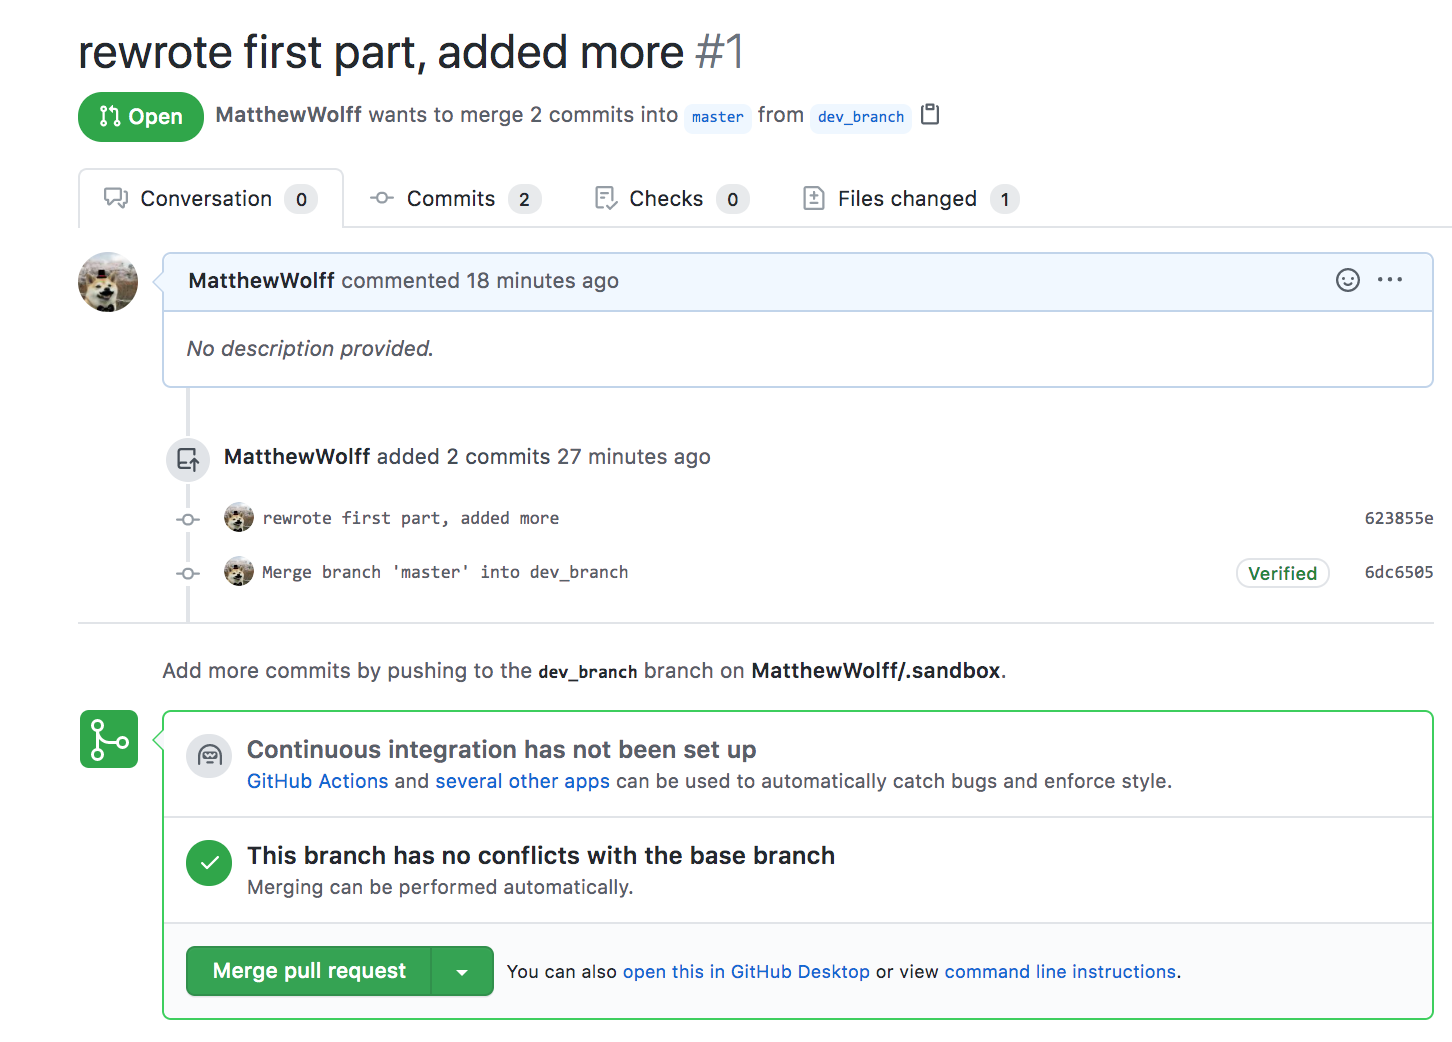 rewrote first part, added more #1
Open MatthewWolff wants to merge 2 commits into master from dev_branch
Conversation 0 Commits 2 Checks 0 Files changed 1
MatthewWolff commented 18 minutes ago
No description provided.
MatthewWolff added 2 commits 27 minutes ago
rewrote first part, added more 623855e
Merge branch 'master' into dev_branch Verified 6dc6505
Add more commits by pushing to the dev_branch branch on MatthewWolff/.sandbox.
Continuous integration has not been set up
GitHub Actions and several other apps can be used to automatically catch bugs and enforce style.
This branch has no conflicts with the base branch
Merging can be performed automatically.
Merge pull request You can also open this in GitHub Desktop or view command line instructions.